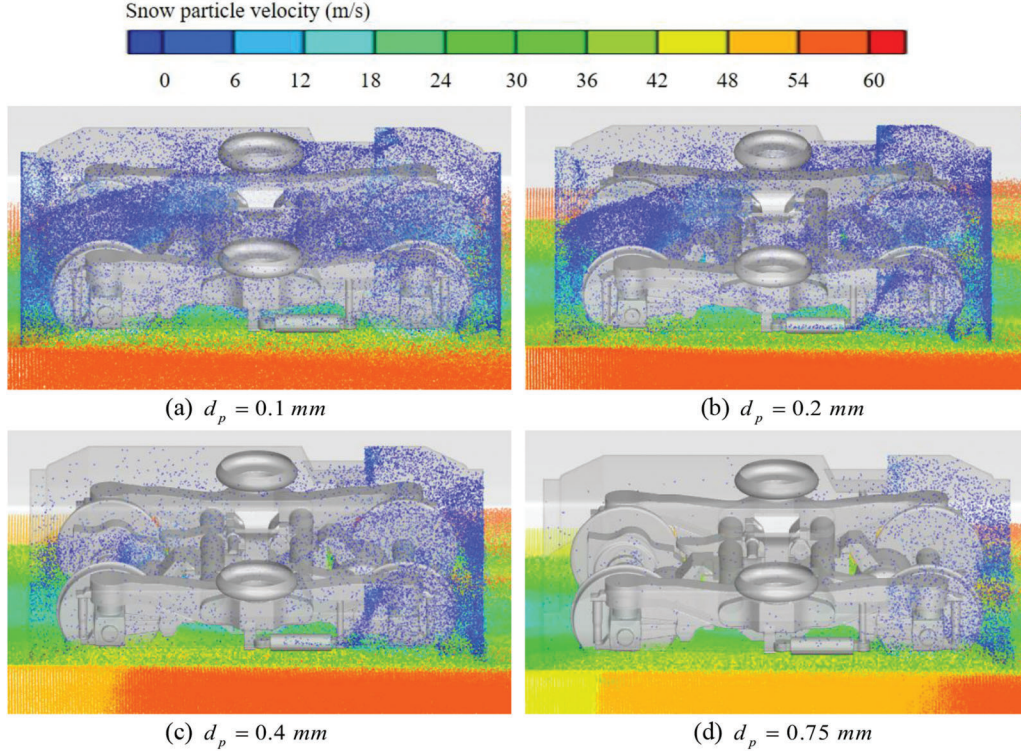 Snow particle velocity (m/s)
0 6 12 18 24 30 36 42 48 54 60
(a) d_p = 0.1 mm
(b) d_p = 0.2 mm
(c) d_p = 0.4 mm
(d) d_p = 0.75 mm